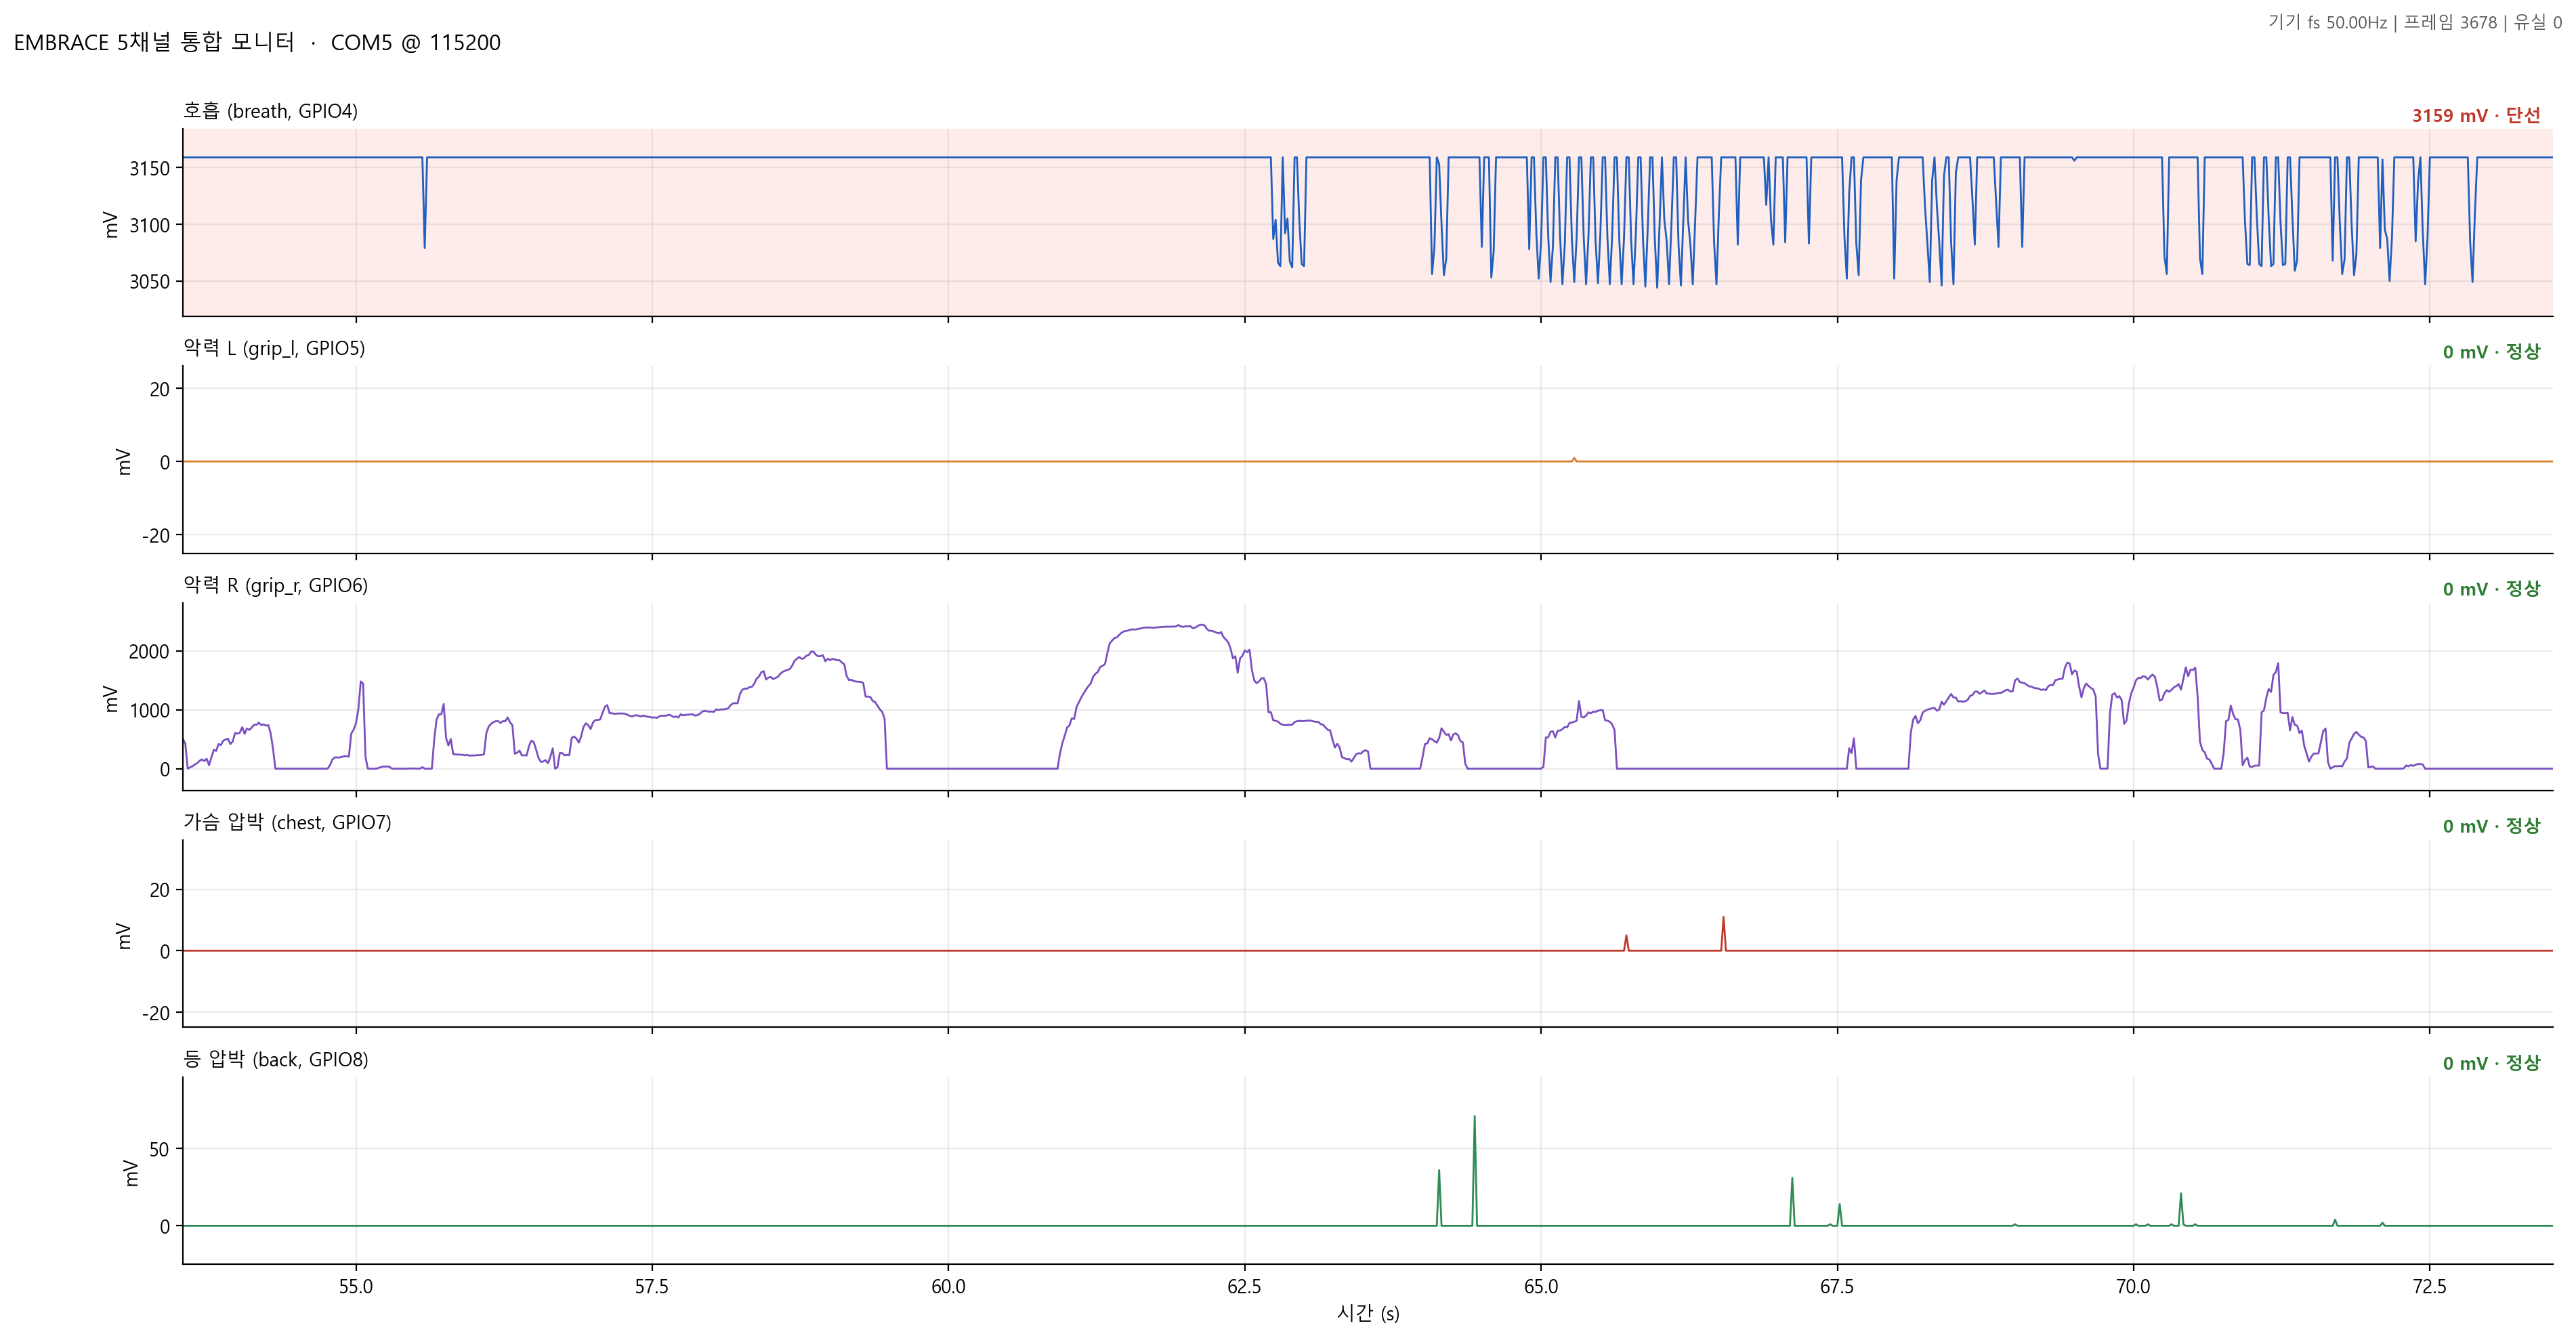 기기 fs 50.00Hz | 프레임 3678 | 유실 0
EMBRACE 5채널 통합 모니터 · COM5 @ 115200
호흡 (breath, GPIO4)
3159 mV · 단선
mV
3150
3100
3050
악력 L (grip_l, GPIO5)
0 mV · 정상
mV
20
0
-20
악력 R (grip_r, GPIO6)
0 mV · 정상
mV
2000
1000
0
가슴 압박 (chest, GPIO7)
0 mV · 정상
mV
20
0
-20
등 압박 (back, GPIO8)
0 mV · 정상
mV
50
0
55.0 57.5 60.0 62.5 65.0 67.5 70.0 72.5
시간 (s)